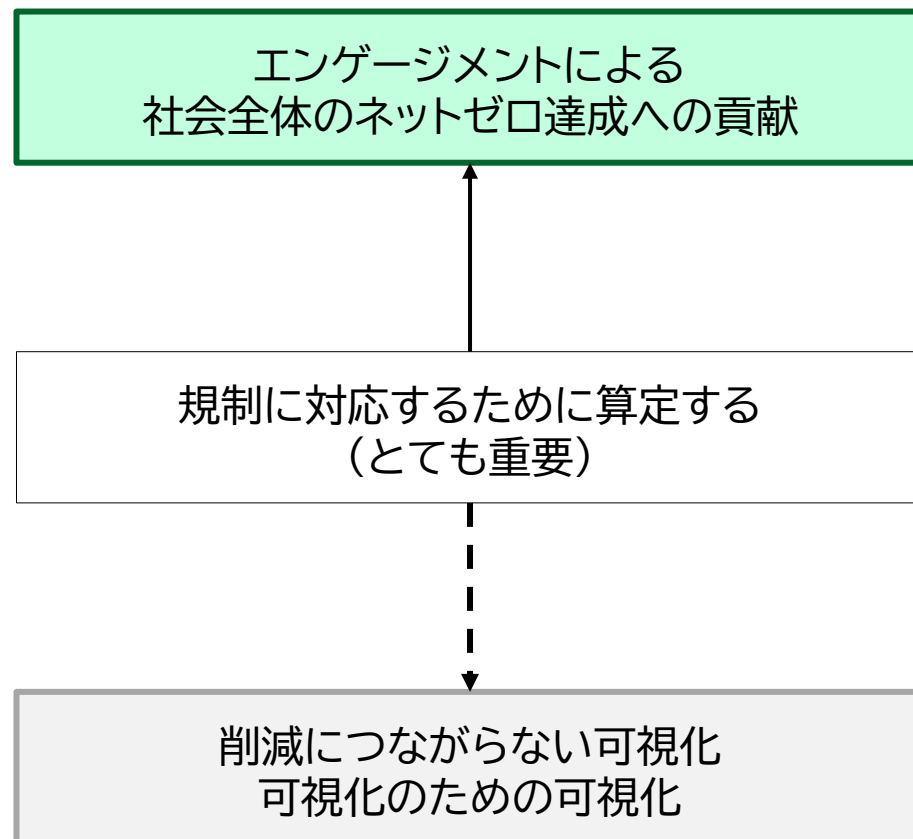 エンゲージメントによる
社会全体のネットゼロ達成への貢献
規制に対応するために算定する
（とても重要）
削減につながらない可視化
可視化のための可視化